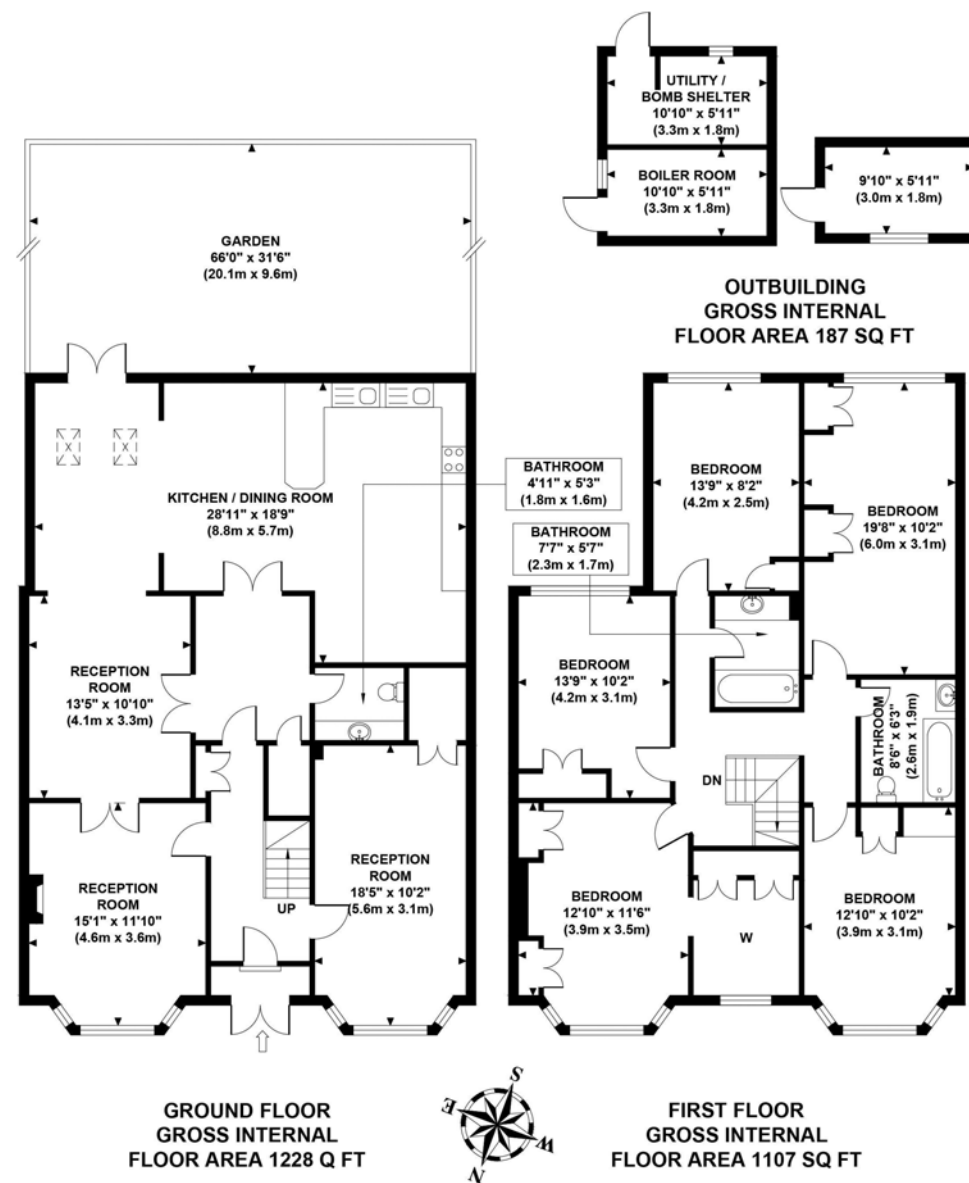 UTILITY /
BOMB SHELTER
10'10" x 5'11"
(3.3m x 1.8m)
BOILER ROOM
10'10" x 5'11"
(3.3m x 1.8m)
9'10" x 5'11"
(3.0m x 1.8m)
OUTBUILDING
GROSS INTERNAL
FLOOR AREA 187 SQ FT
GARDEN
66'0" x 31'6"
(20.1m x 9.6m)
KITCHEN / DINING ROOM
28'11" x 18'9"
(8.8m x 5.7m)
BATHROOM
4'11" x 5'3"
(1.8m x 1.6m)
BATHROOM
7'7" x 5'7"
(2.3m x 1.7m)
RECEPTION
ROOM
13'5" x 10'10"
(4.1m x 3.3m)
RECEPTION
ROOM
15'1" x 11'10"
(4.6m x 3.6m)
UP
RECEPTION
ROOM
18'5" x 10'2"
(5.6m x 3.1m)
BEDROOM
13'9" x 8'2"
(4.2m x 2.5m)
BEDROOM
19'8" x 10'2"
(6.0m x 3.1m)
BEDROOM
13'9" x 10'2"
(4.2m x 3.1m)
DN
BATHROOM
8'6" x 6'3"
(2.6m x 1.9m)
BEDROOM
12'10" x 11'6"
(3.9m x 3.5m)
W
BEDROOM
12'10" x 10'2"
(3.9m x 3.1m)
GROUND FLOOR
GROSS INTERNAL
FLOOR AREA 1228 Q FT
S
E
W
N
FIRST FLOOR
GROSS INTERNAL
FLOOR AREA 1107 SQ FT